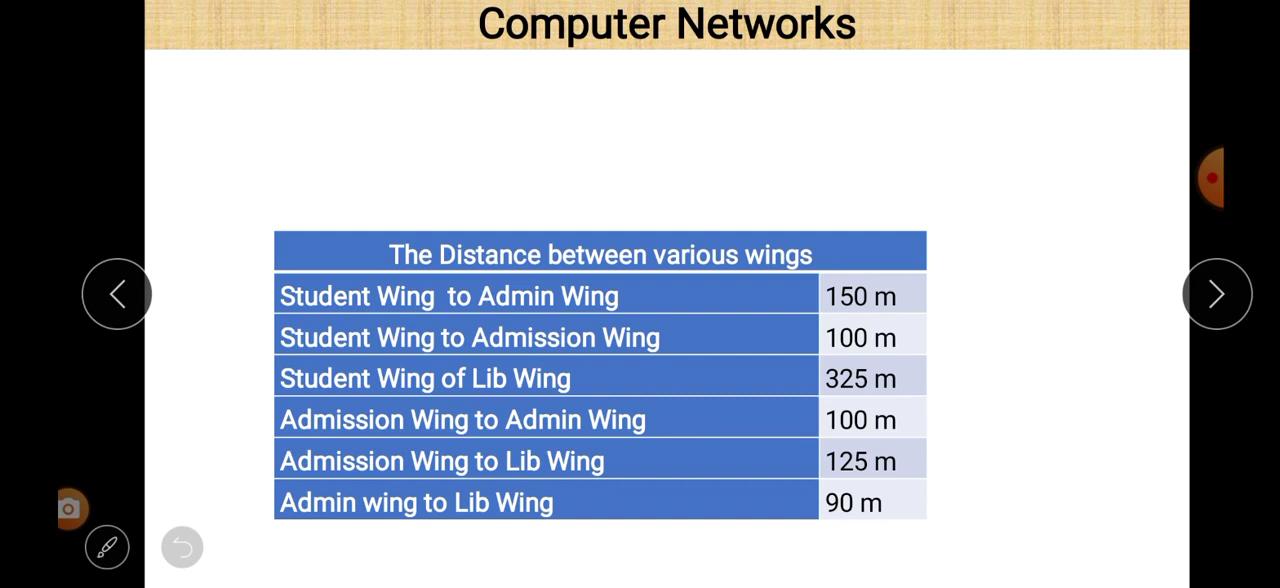 Computer Networks
The Distance between various wings
Student Wing to Admin Wing 150 m
Student Wing to Admission Wing 100 m
Student Wing of Lib Wing 325 m
Admission Wing to Admin Wing 100 m
Admission Wing to Lib Wing 125 m
Admin wing to Lib Wing 90 m